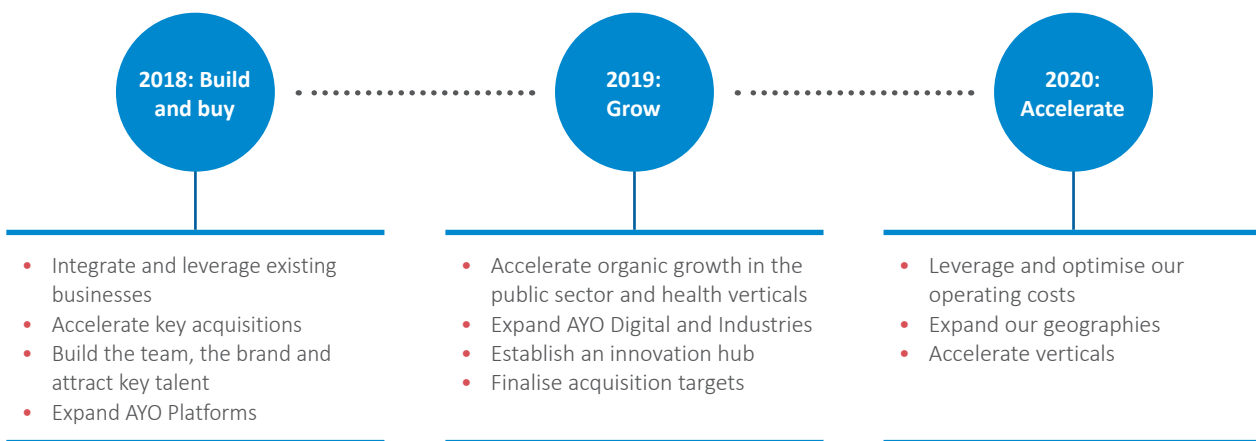 2018: Build
and buy
2019:
Grow
2020:
Accelerate
• Integrate and leverage existing
businesses
• Accelerate key acquisitions
• Build the team, the brand and
attract key talent
• Expand AYO Platforms
• Accelerate organic growth in the
public sector and health verticals
• Expand AYO Digital and Industries
• Establish an innovation hub
• Finalise acquisition targets
• Leverage and optimise our
operating costs
• Expand our geographies
• Accelerate verticals